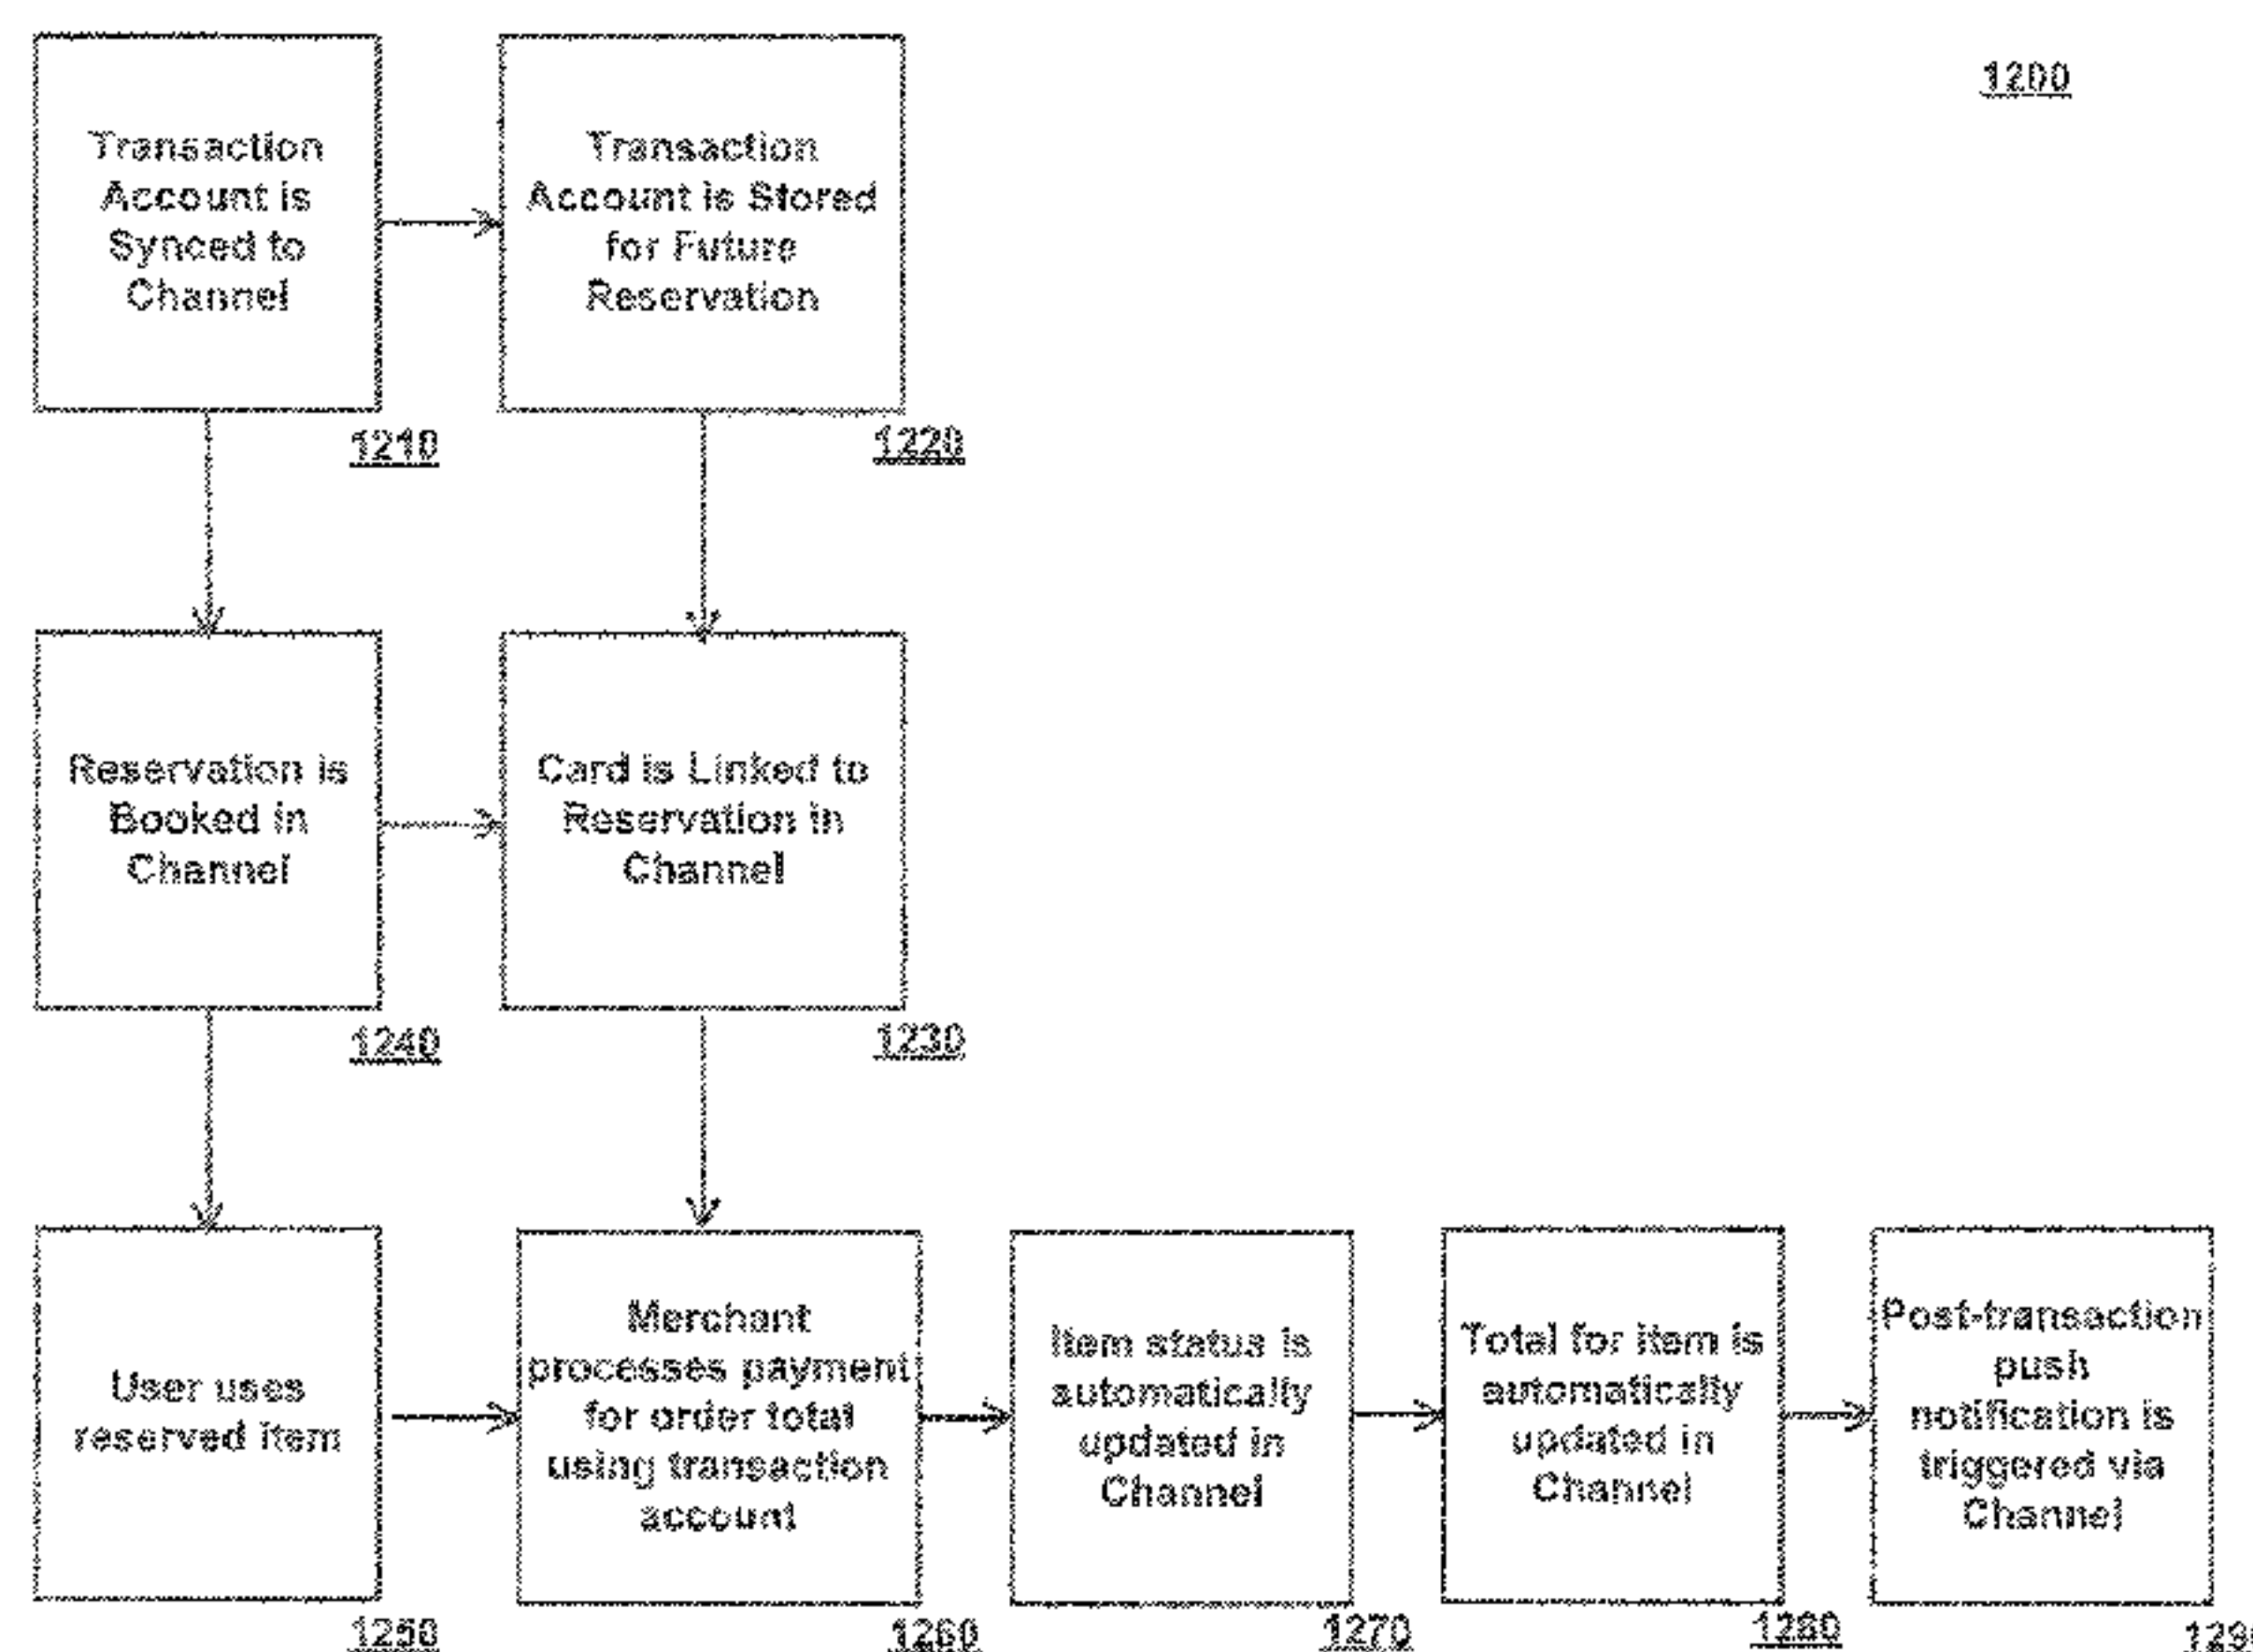 1200
Transaction
Account is
Synced to
Channel
1210
Transaction
Account is Stored
for Future
Reservation
1220
Reservation is
Booked in
Channel
1240
Card is Linked to
Reservation in
Channel
1230
User uses
reserved item
1250
Merchant
processes payment
for order total
using transaction
account
1260
Item status is
automatically
updated in
Channel
1270
Total for item is
automatically
updated in
Channel
1280
Post-transaction
push
notification is
triggered via
Channel